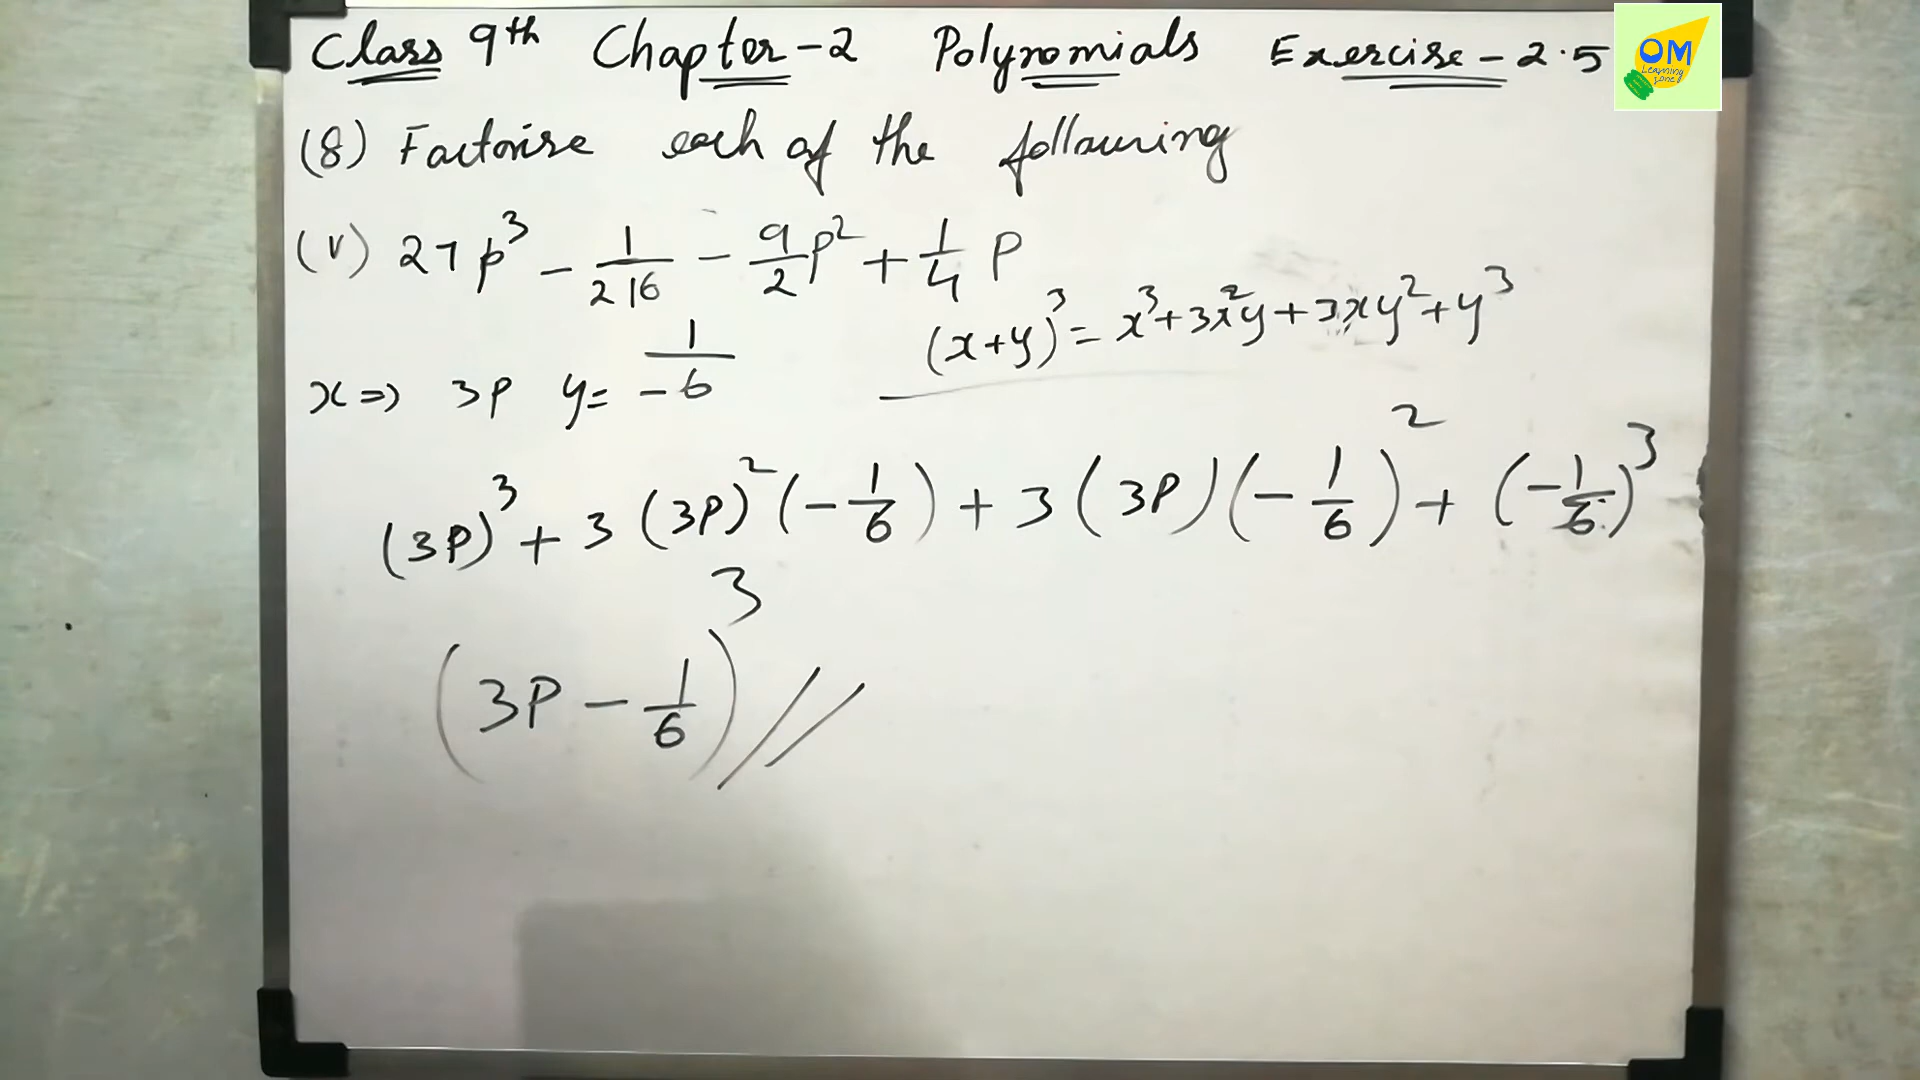 Class 9th Chapter-2 Polynomials Exercise-2.5
OM
Learning
Zone
(8) Factorise each of the following
(v) 27p³ - 1/216 - 9/2 p² + 1/4 p
(x+y)³ = x³+3x²y+3xy²+y³
x => 3p y= 1/-6
(3p)³ + 3(3p)²(-1/6) + 3(3p)(-1/6)² + (-1/6)³
(3p - 1/6)³ //